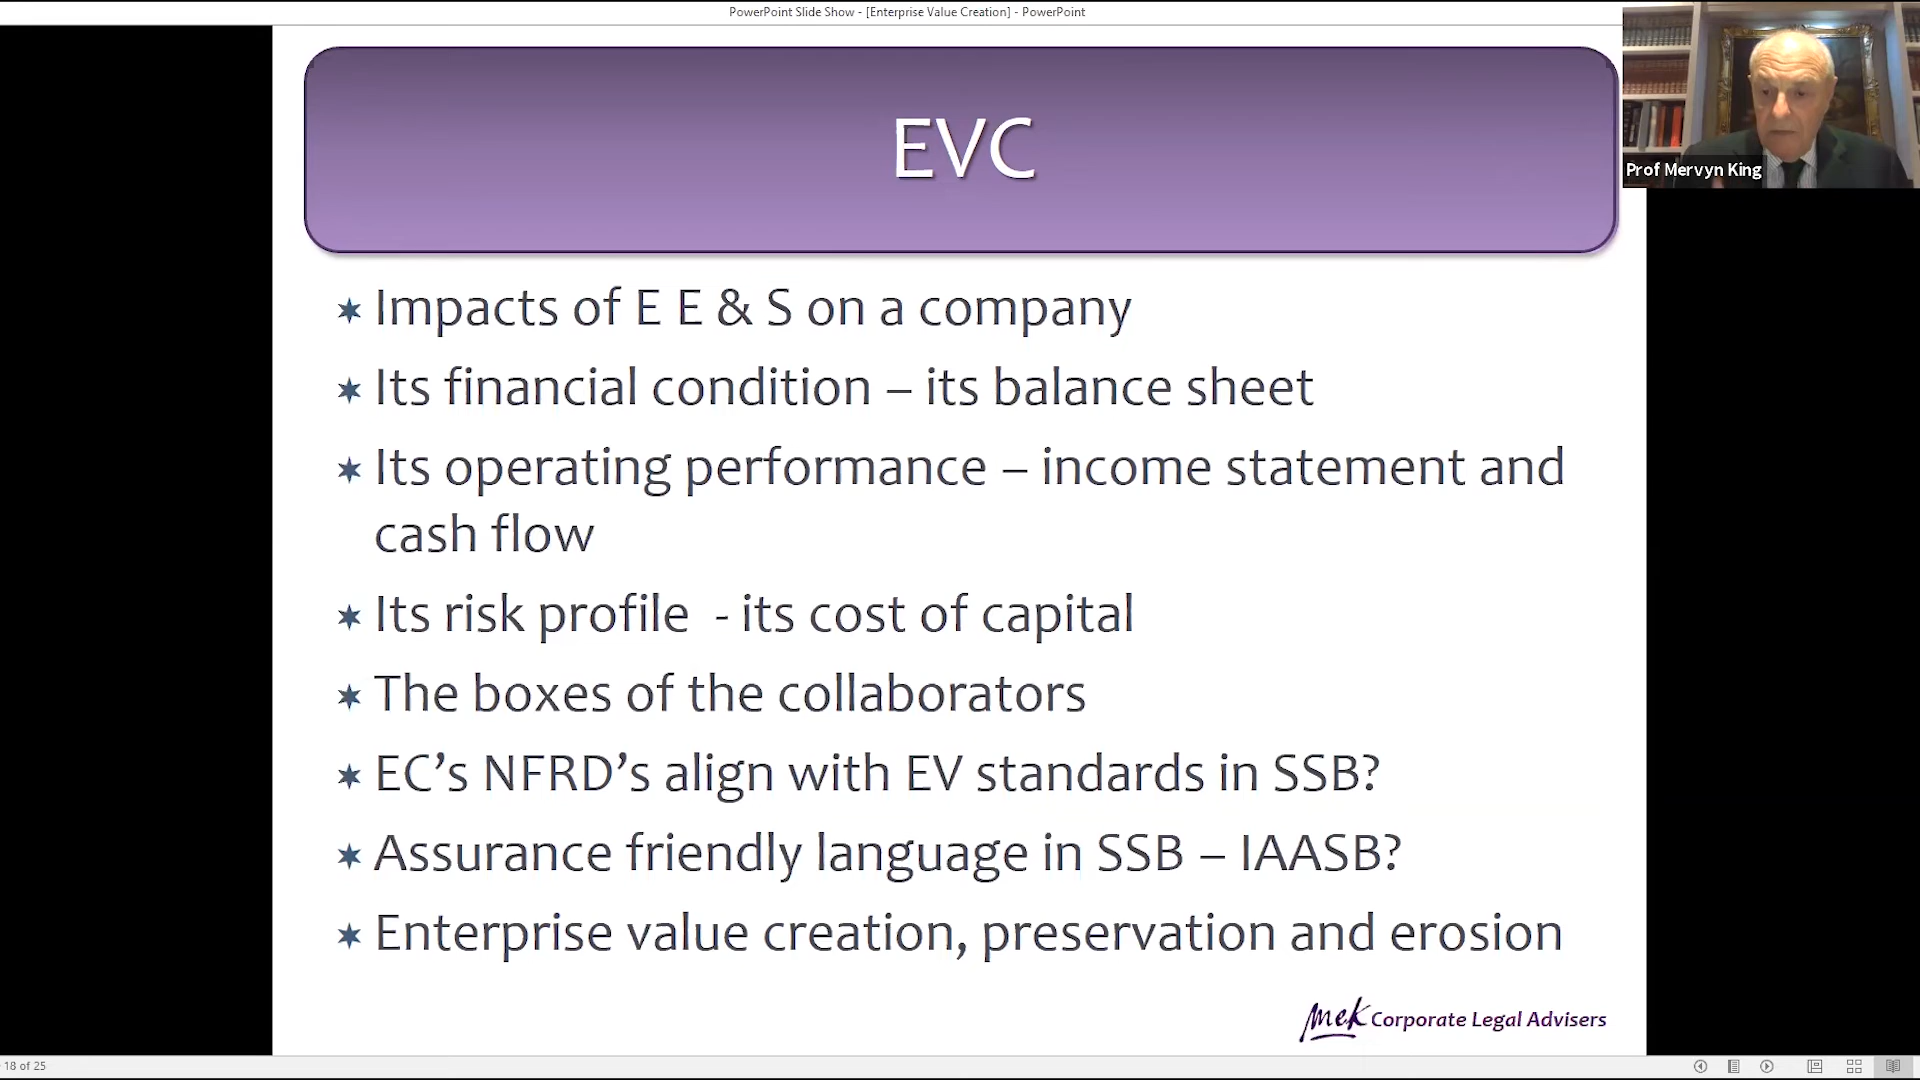 PowerPoint Slide Show - [Enterprise Value Creation] - PowerPoint
EVC
Prof Mervyn King
Impacts of E E & S on a company
Its financial condition – its balance sheet
Its operating performance – income statement and
cash flow
Its risk profile - its cost of capital
The boxes of the collaborators
EC’s NFRD’s align with EV standards in SSB?
Assurance friendly language in SSB – IAASB?
Enterprise value creation, preservation and erosion
mek Corporate Legal Advisers
18 of 25